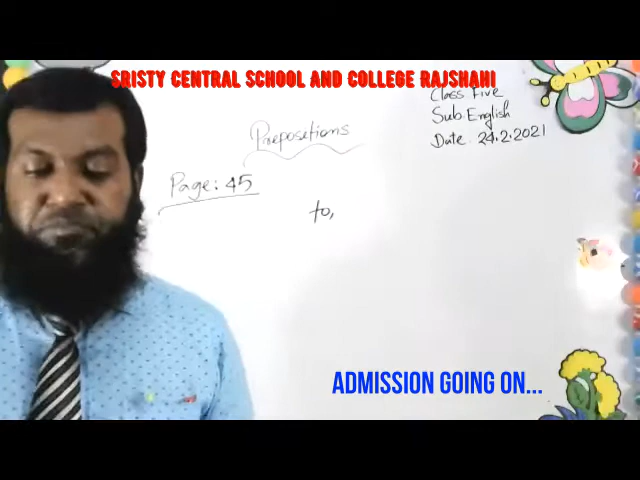 SRISTY CENTRAL SCHOOL AND COLLEGE RAJSHAHI
Class Five
Sub: English
Date 24.2.2021
Prepositions
Page: 45
to,
ADMISSION GOING ON...